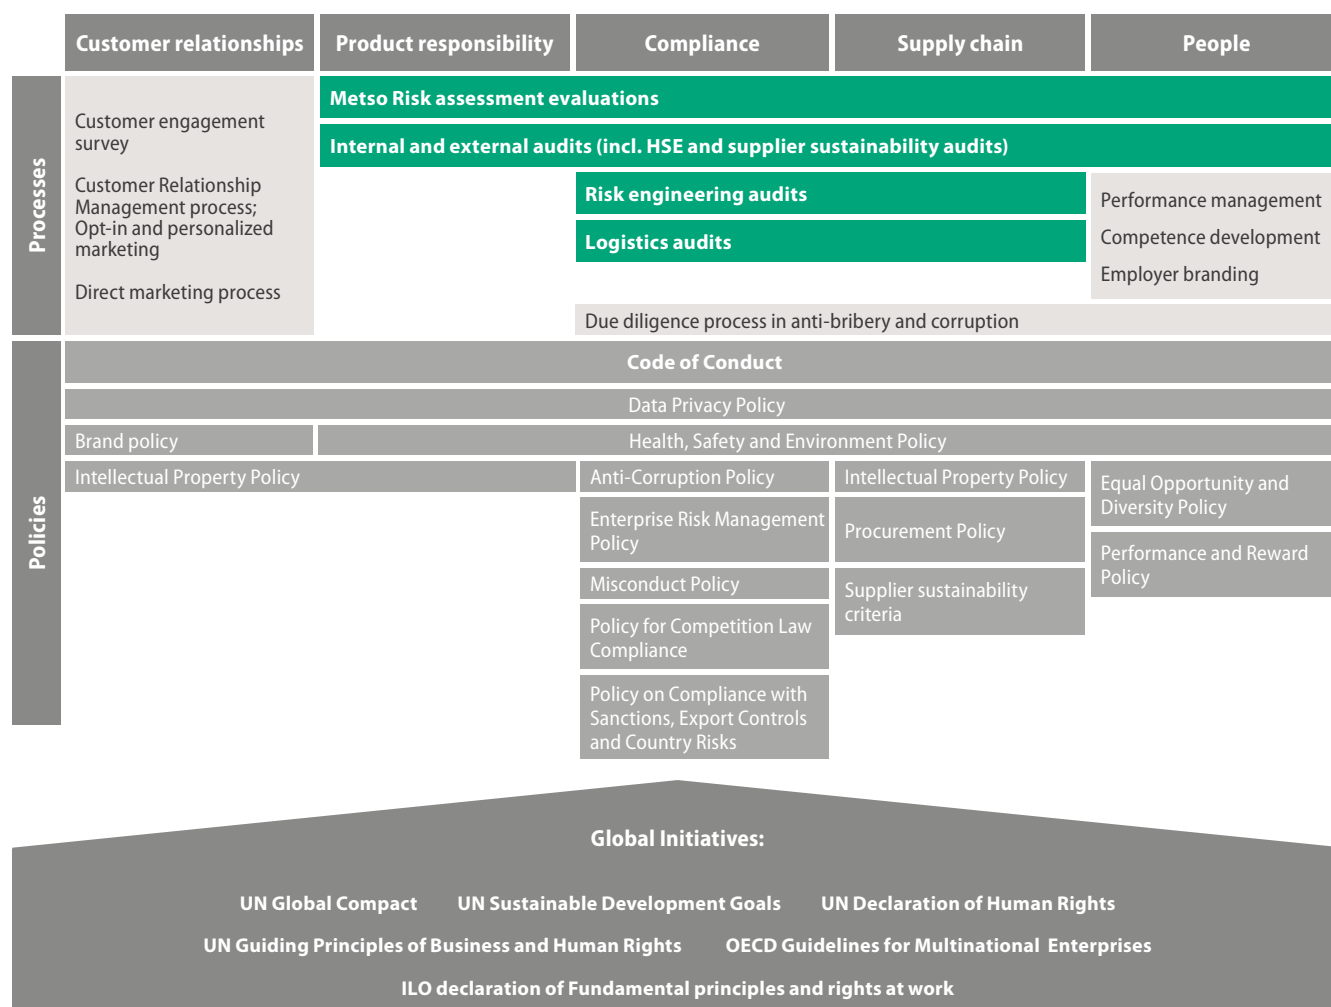 Customer relationships
Product responsibility
Compliance
Supply chain
People
Processes
Customer engagement
survey
Customer Relationship
Management process;
Opt-in and personalized
marketing
Direct marketing process
Metso Risk assessment evaluations
Internal and external audits (incl. HSE and supplier sustainability audits)
Risk engineering audits
Logistics audits
Performance management
Competence development
Employer branding
Due diligence process in anti-bribery and corruption
Policies
Code of Conduct
Data Privacy Policy
Brand policy
Health, Safety and Environment Policy
Intellectual Property Policy
Anti-Corruption Policy
Enterprise Risk Management
Policy
Misconduct Policy
Policy for Competition Law
Compliance
Policy on Compliance with
Sanctions, Export Controls
and Country Risks
Intellectual Property Policy
Procurement Policy
Supplier sustainability
criteria
Equal Opportunity and
Diversity Policy
Performance and Reward
Policy
Global Initiatives:
UN Global Compact
UN Sustainable Development Goals
UN Declaration of Human Rights
UN Guiding Principles of Business and Human Rights
OECD Guidelines for Multinational Enterprises
ILO declaration of Fundamental principles and rights at work